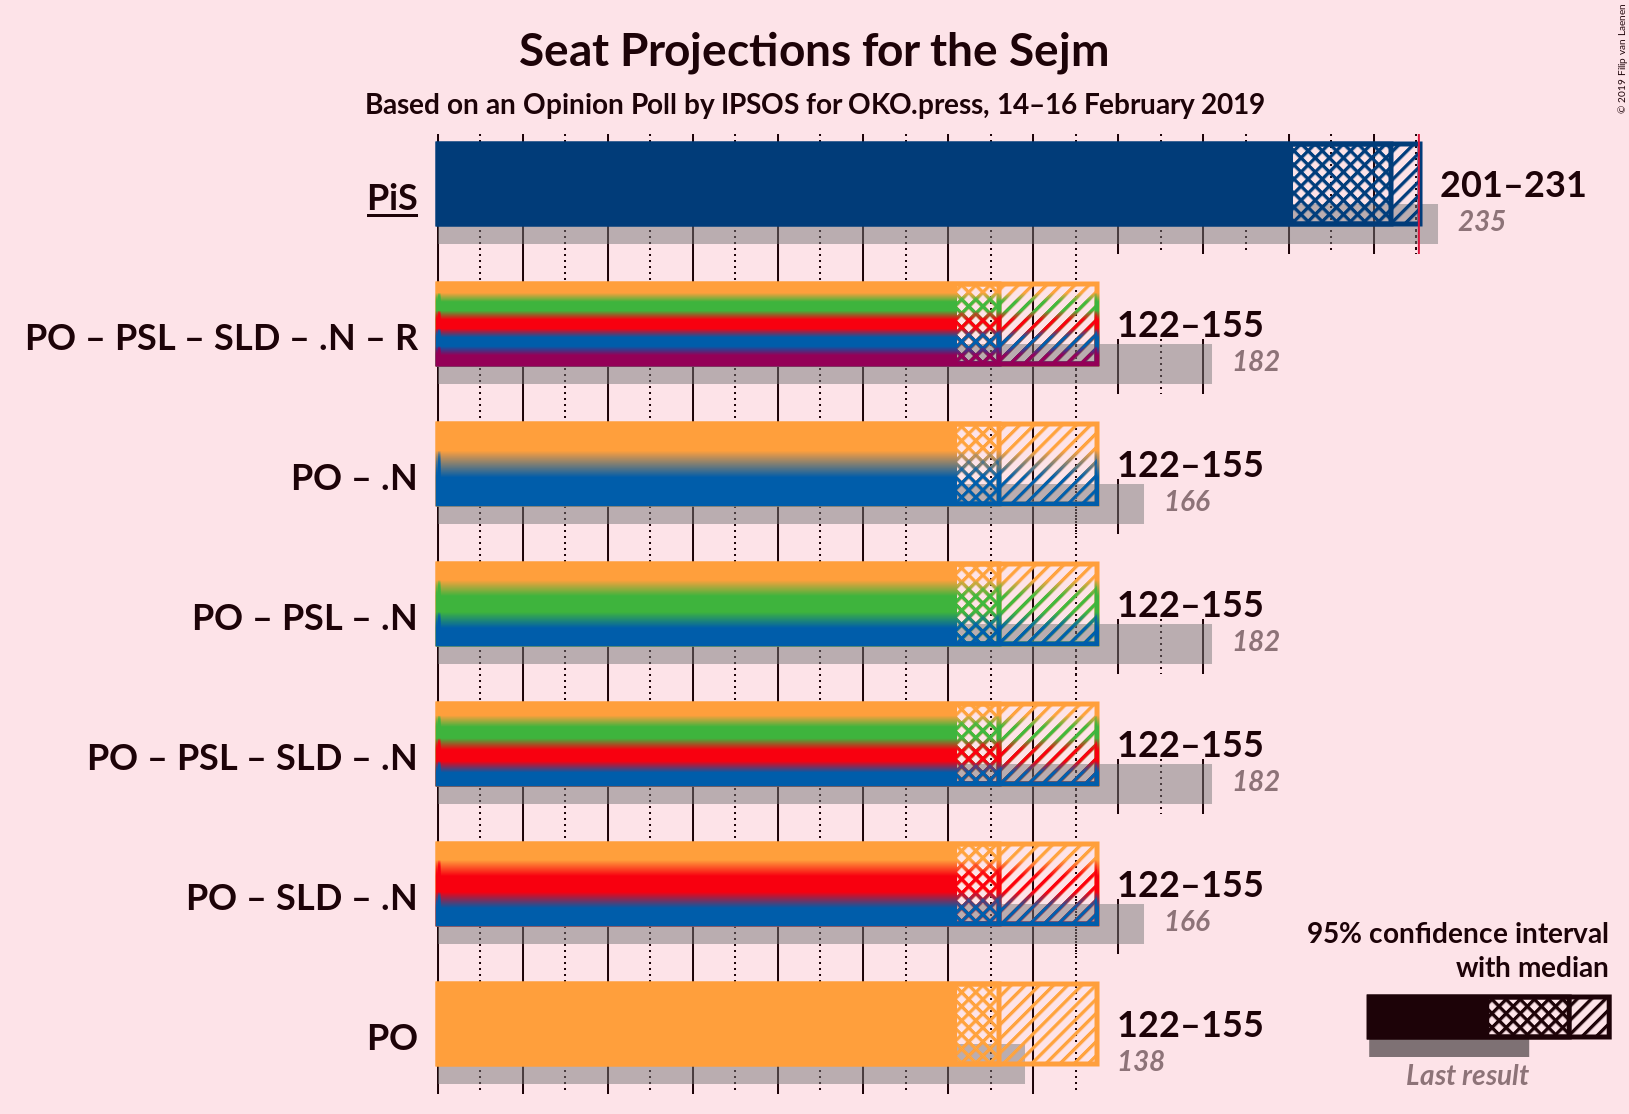 Seat Projections for the Sejm
Based on an Opinion Poll by IPSOS for OKO.press, 14–16 February 2019
© 2019 Filip van Laenen
PiS
201–231
235
PO – PSL – SLD – .N – R
122–155
182
PO – .N
122–155
166
PO – PSL – .N
122–155
182
PO – PSL – SLD – .N
122–155
182
PO – SLD – .N
122–155
166
PO
122–155
138
95% confidence interval
with median
Last result